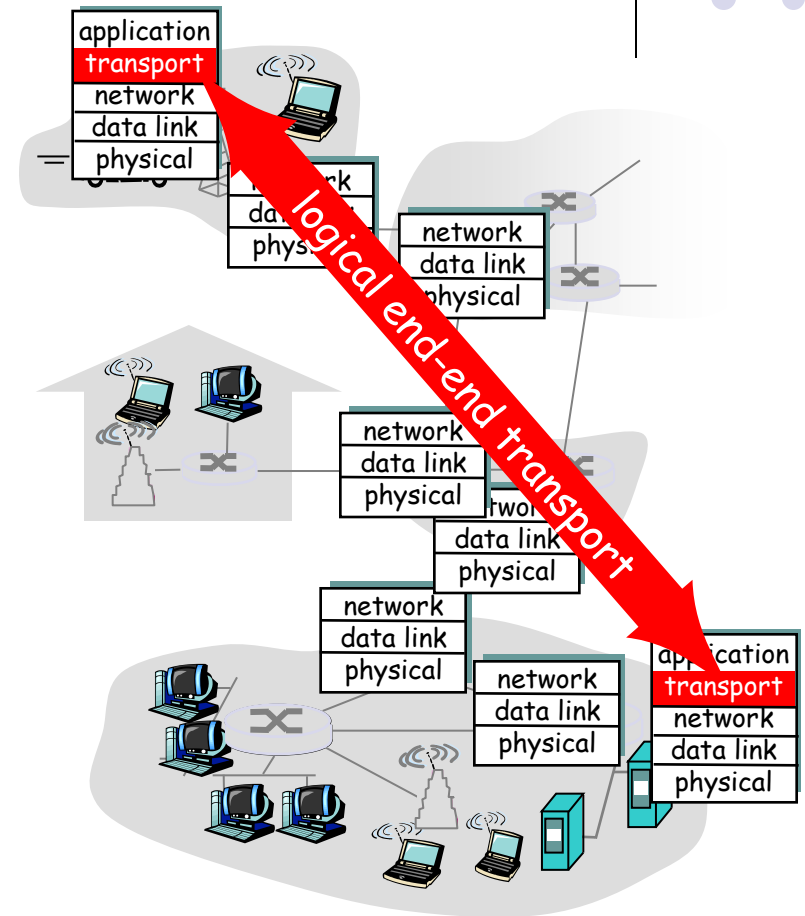 application
transport
network
data link
physical
network
data link
physical
logical end-end transport
network
data link
physical
data link
physical
network
data link
physical
network
data link
physical
application
transport
network
data link
physical